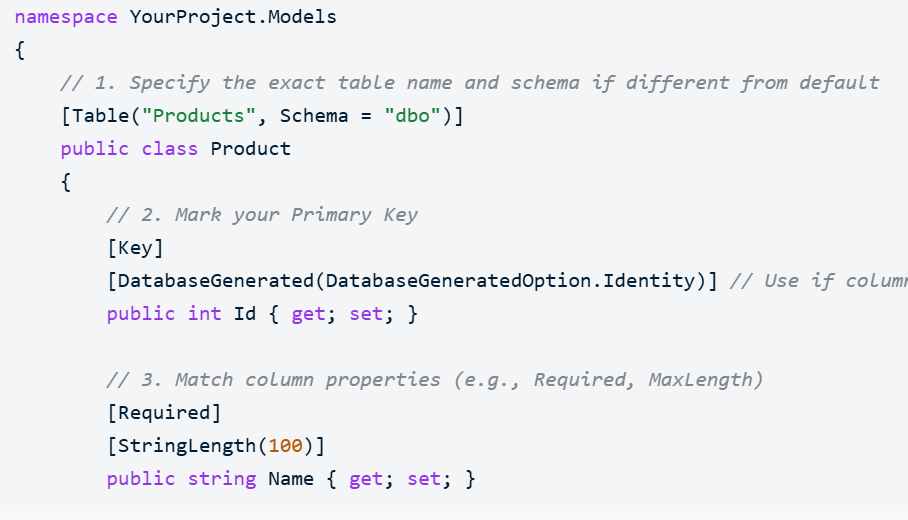 namespace YourProject.Models
{
// 1. Specify the exact table name and schema if different from default
[Table("Products", Schema = "dbo")]
public class Product
{
// 2. Mark your Primary Key
[Key]
[DatabaseGenerated(DatabaseGeneratedOption.Identity)] // Use if
public int Id { get; set; }
// 3. Match column properties (e.g., Required, MaxLength)
[Required]
[StringLength(100)]
public string Name { get; set; }